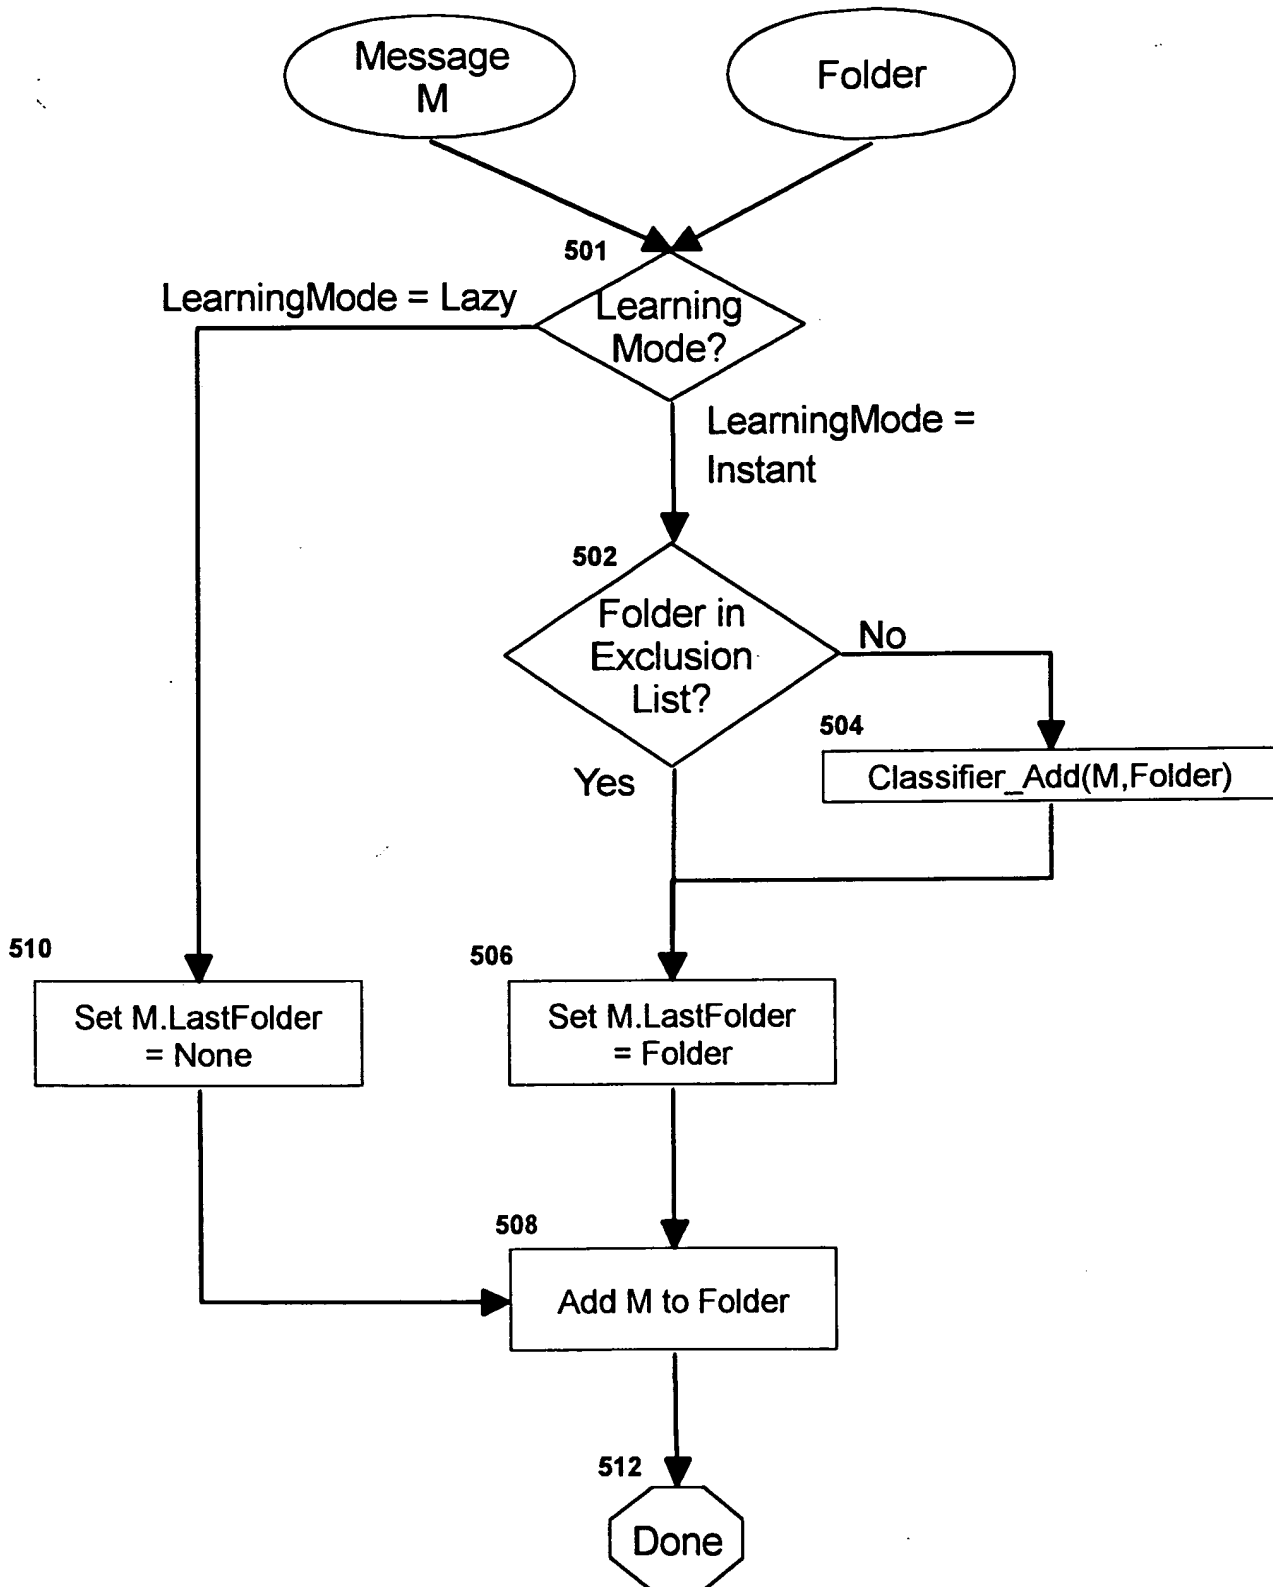 Message
M
Folder
501
LearningMode = Lazy
Learning
Mode?
LearningMode =
Instant
502
Folder in
Exclusion
List?
No
Yes
504
Classifier_Add(M,Folder)
510
Set M.LastFolder
= None
506
Set M.LastFolder
= Folder
508
Add M to Folder
512
Done